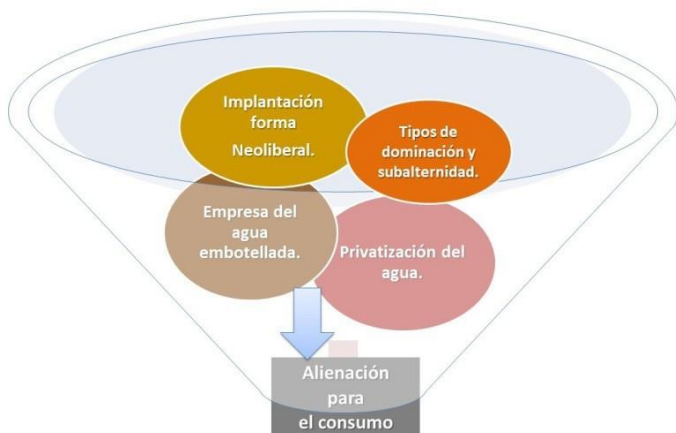 Implantación
forma
Neoliberal.
Tipos de
dominación y
subalternidad.
Empresa del
agua
embotellada.
Privatización del
agua.
Alienación
para
el consumo